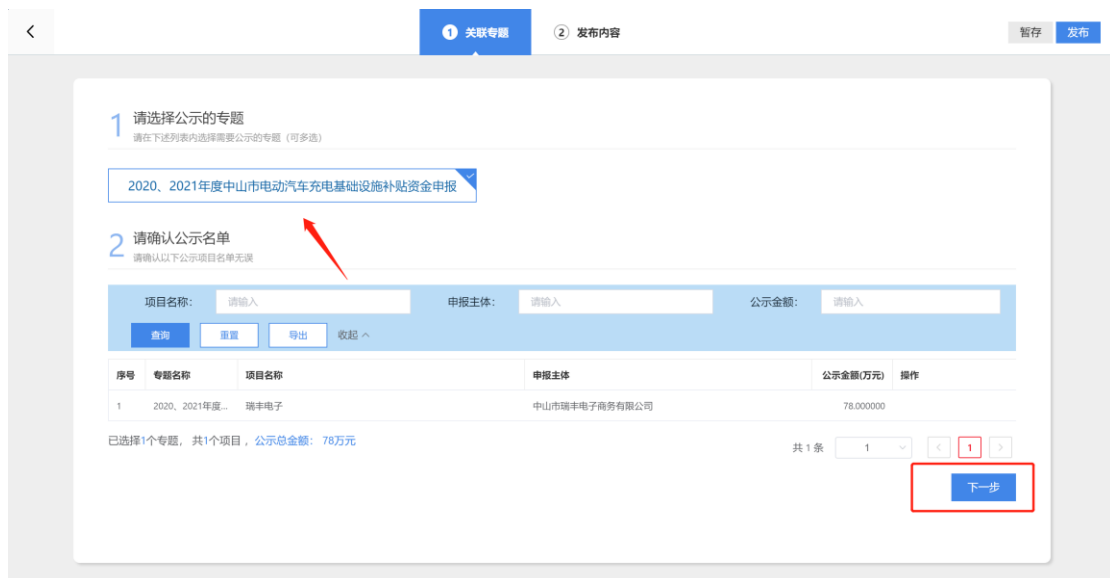 1 关联专题 2 发布内容 暂存 发布
1 请选择公示的专题
请在下述列表内选择需要公示的专题（可多选）
2020、2021年度中山市电动汽车充电基础设施补贴资金申报
2 请确认公示名单
请确认以下公示项目名单无误
项目名称： 请输入 申报主体： 请输入 公示金额： 请输入
查询 重置 导出 收起
序号 专题名称 项目名称 申报主体 公示金额(万元) 操作
1 2020、2021年度... 瑞丰电子 中山市瑞丰电子商务有限公司 78.000000
已选择1个专题， 共1个项目 ，公示总金额： 78万元
共 1 条 1 < 1 >
下一步